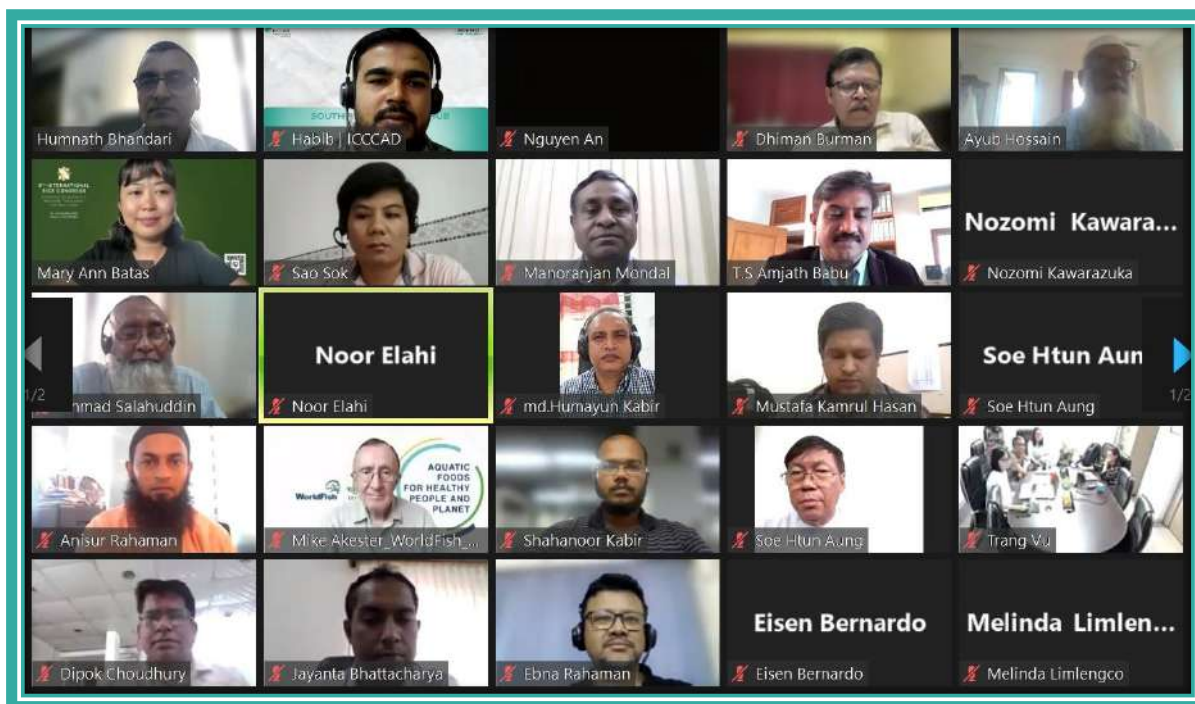 Humnath Bhandari
SOUTH
UB
Habib | ICCCAD
Nguyen An
Dhiman Burman
Ayub Hossain
Mary Ann Batas
Sao Sok
Manoranjan Mondal
T.S Amjath Babu
Nozomi Kawara...
Nozomi Kawarazuka
1/2
mmad Salahuddin
Noor Elahi
Noor Elahi
md.Humayun Kabir
Mustafa Kamrul Hasan
Soe Htun Aun
Soe Htun Aung
1/2
Anisur Rahaman
WorldFish
AQUATIC
FOODS
FOR HEALTHY
PEOPLE AND
PLANET
Mike Akester_WorldFish_...
Shahanoor Kabir
Soe Htun Aung
Trang Vu
Dipok Choudhury
Jayanta Bhattacharya
Ebna Rahaman
Eisen Bernardo
Eisen Bernardo
Melinda Limlen...
Melinda Limlengco